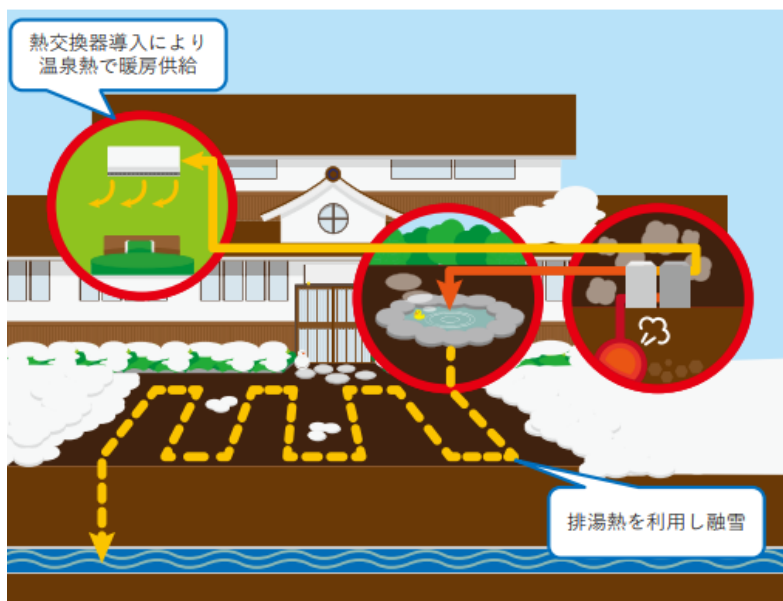 熱交換器導入により
温泉熱で暖房供給
排湯熱を利用し融雪